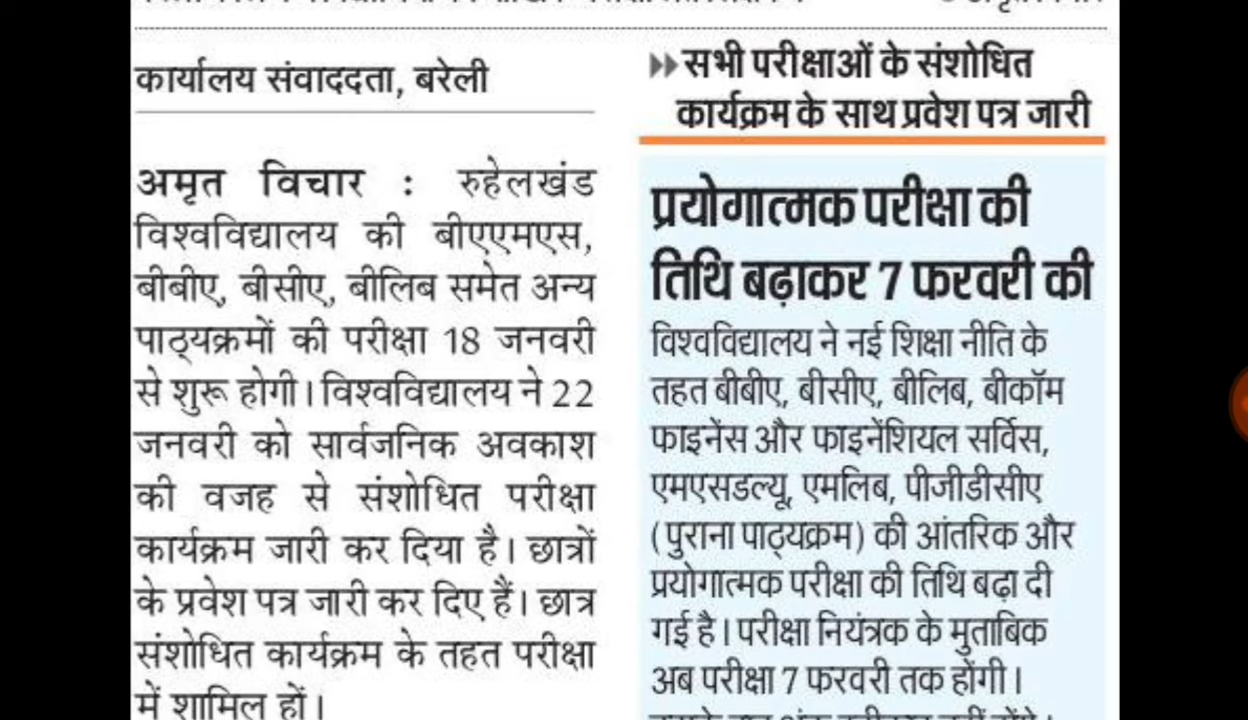 कार्यालय संवाददता, बरेली
अमृत विचार : रुहेलखंड
विश्वविद्यालय की बीएएमएस,
बीबीए, बीसीए, बीलिब समेत अन्य
पाठ्यक्रमों की परीक्षा 18 जनवरी
से शुरू होगी। विश्वविद्यालय ने 22
जनवरी को सार्वजनिक अवकाश
की वजह से संशोधित परीक्षा
कार्यक्रम जारी कर दिया है। छात्रों
के प्रवेश पत्र जारी कर दिए हैं। छात्र
संशोधित कार्यक्रम के तहत परीक्षा
में शामिल हों।
सभी परीक्षाओं के संशोधित
कार्यक्रम के साथ प्रवेश पत्र जारी
प्रयोगात्मक परीक्षा की
तिथि बढ़ाकर 7 फरवरी की
विश्वविद्यालय ने नई शिक्षा नीति के
तहत बीबीए, बीसीए, बीलिब, बीकॉम
फाइनेंस और फाइनेंशियल सर्विस,
एमएसडल्यू, एमलिब, पीजीडीसीए
(पुराना पाठ्यक्रम) की आंतरिक और
प्रयोगात्मक परीक्षा की तिथि बढ़ा दी
गई है। परीक्षा नियंत्रक के मुताबिक
अब परीक्षा 7 फरवरी तक होंगी।